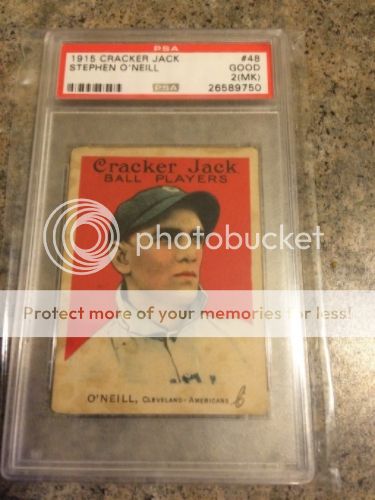 PSA
1915 CRACKER JACK #48
STEPHEN O'NEILL GOOD
2(MK)
PSA 26589750
Cracker Jack
BALL PLAYERS
photobucket
Protect more of your memories for less!
O'NEILL, CLEVELAND-AMERICANS